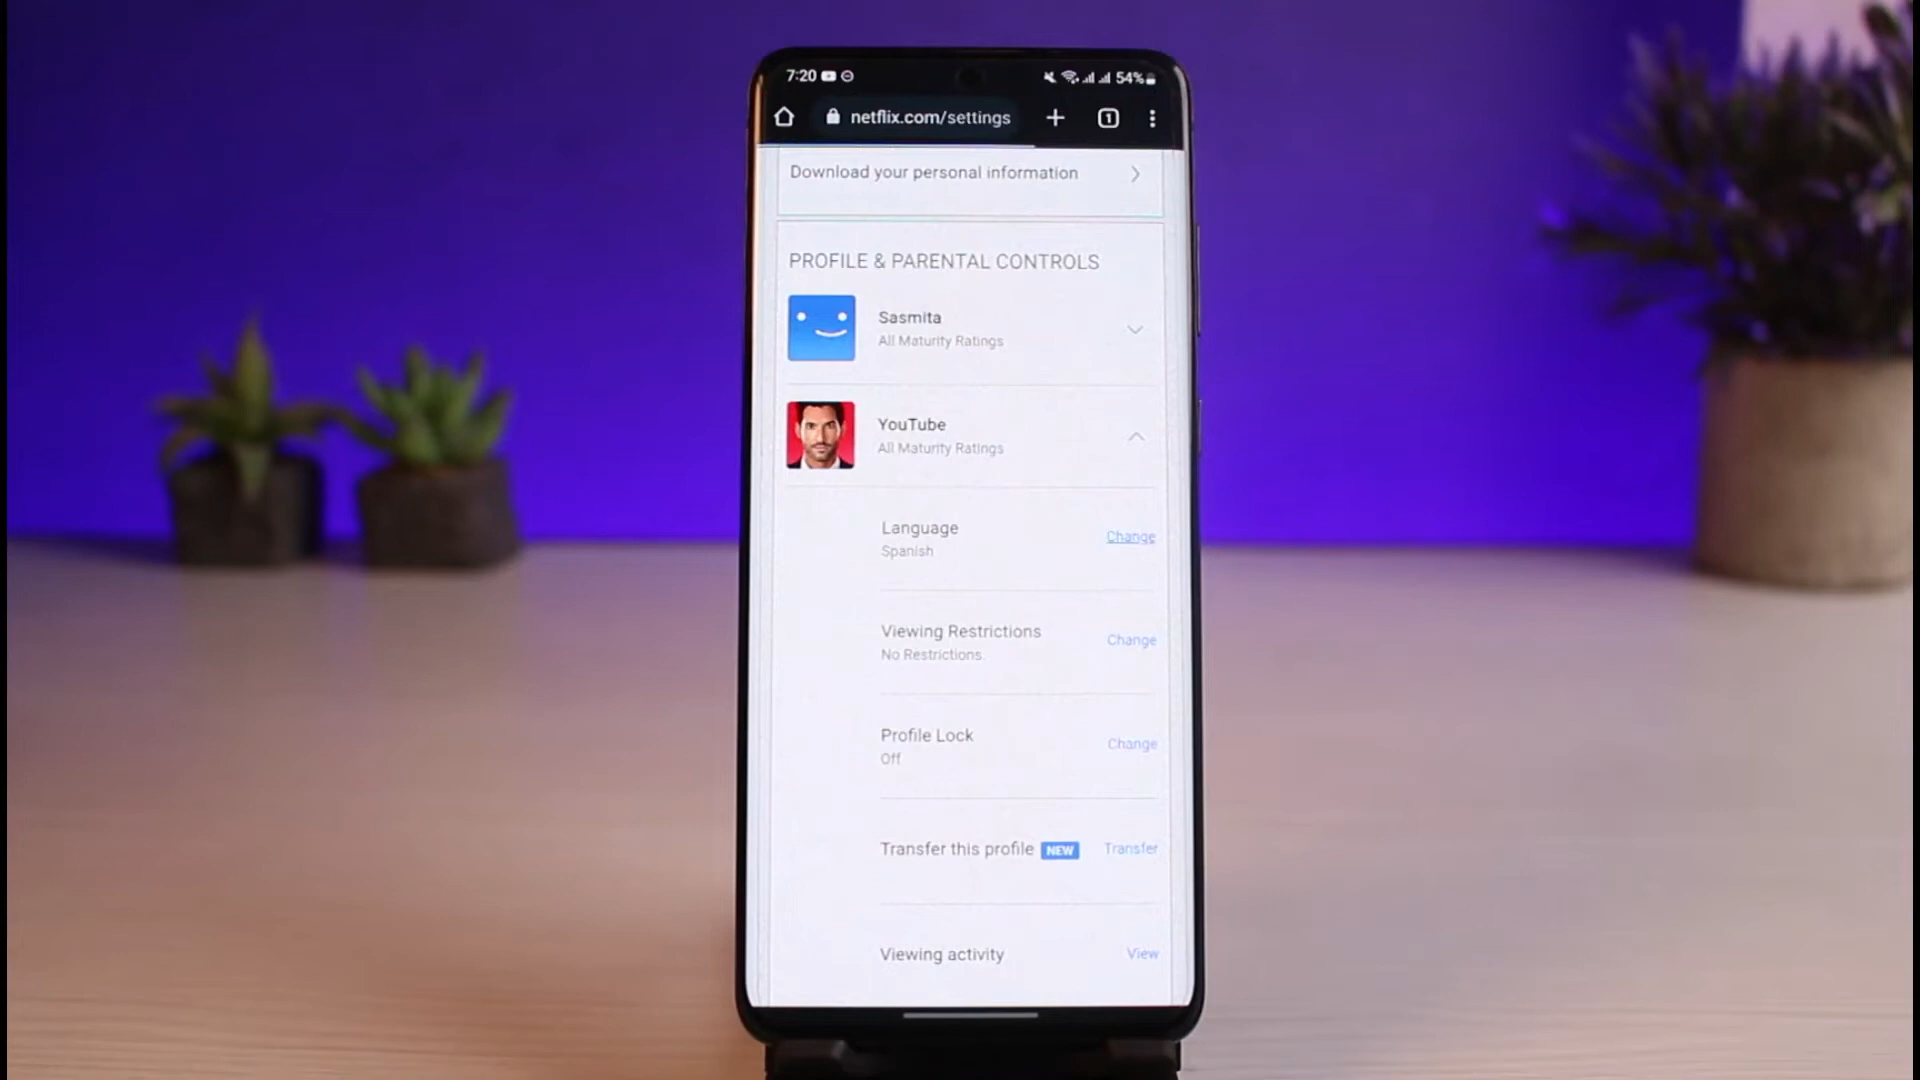 7:20 54%
netflix.com/settings 1
Download your personal information
PROFILE & PARENTAL CONTROLS
Sasmita
All Maturity Ratings
YouTube
All Maturity Ratings
Language
Spanish
Change
Viewing Restrictions
No Restrictions.
Change
Profile Lock
Off
Change
Transfer this profile NEW Transfer
Viewing activity View